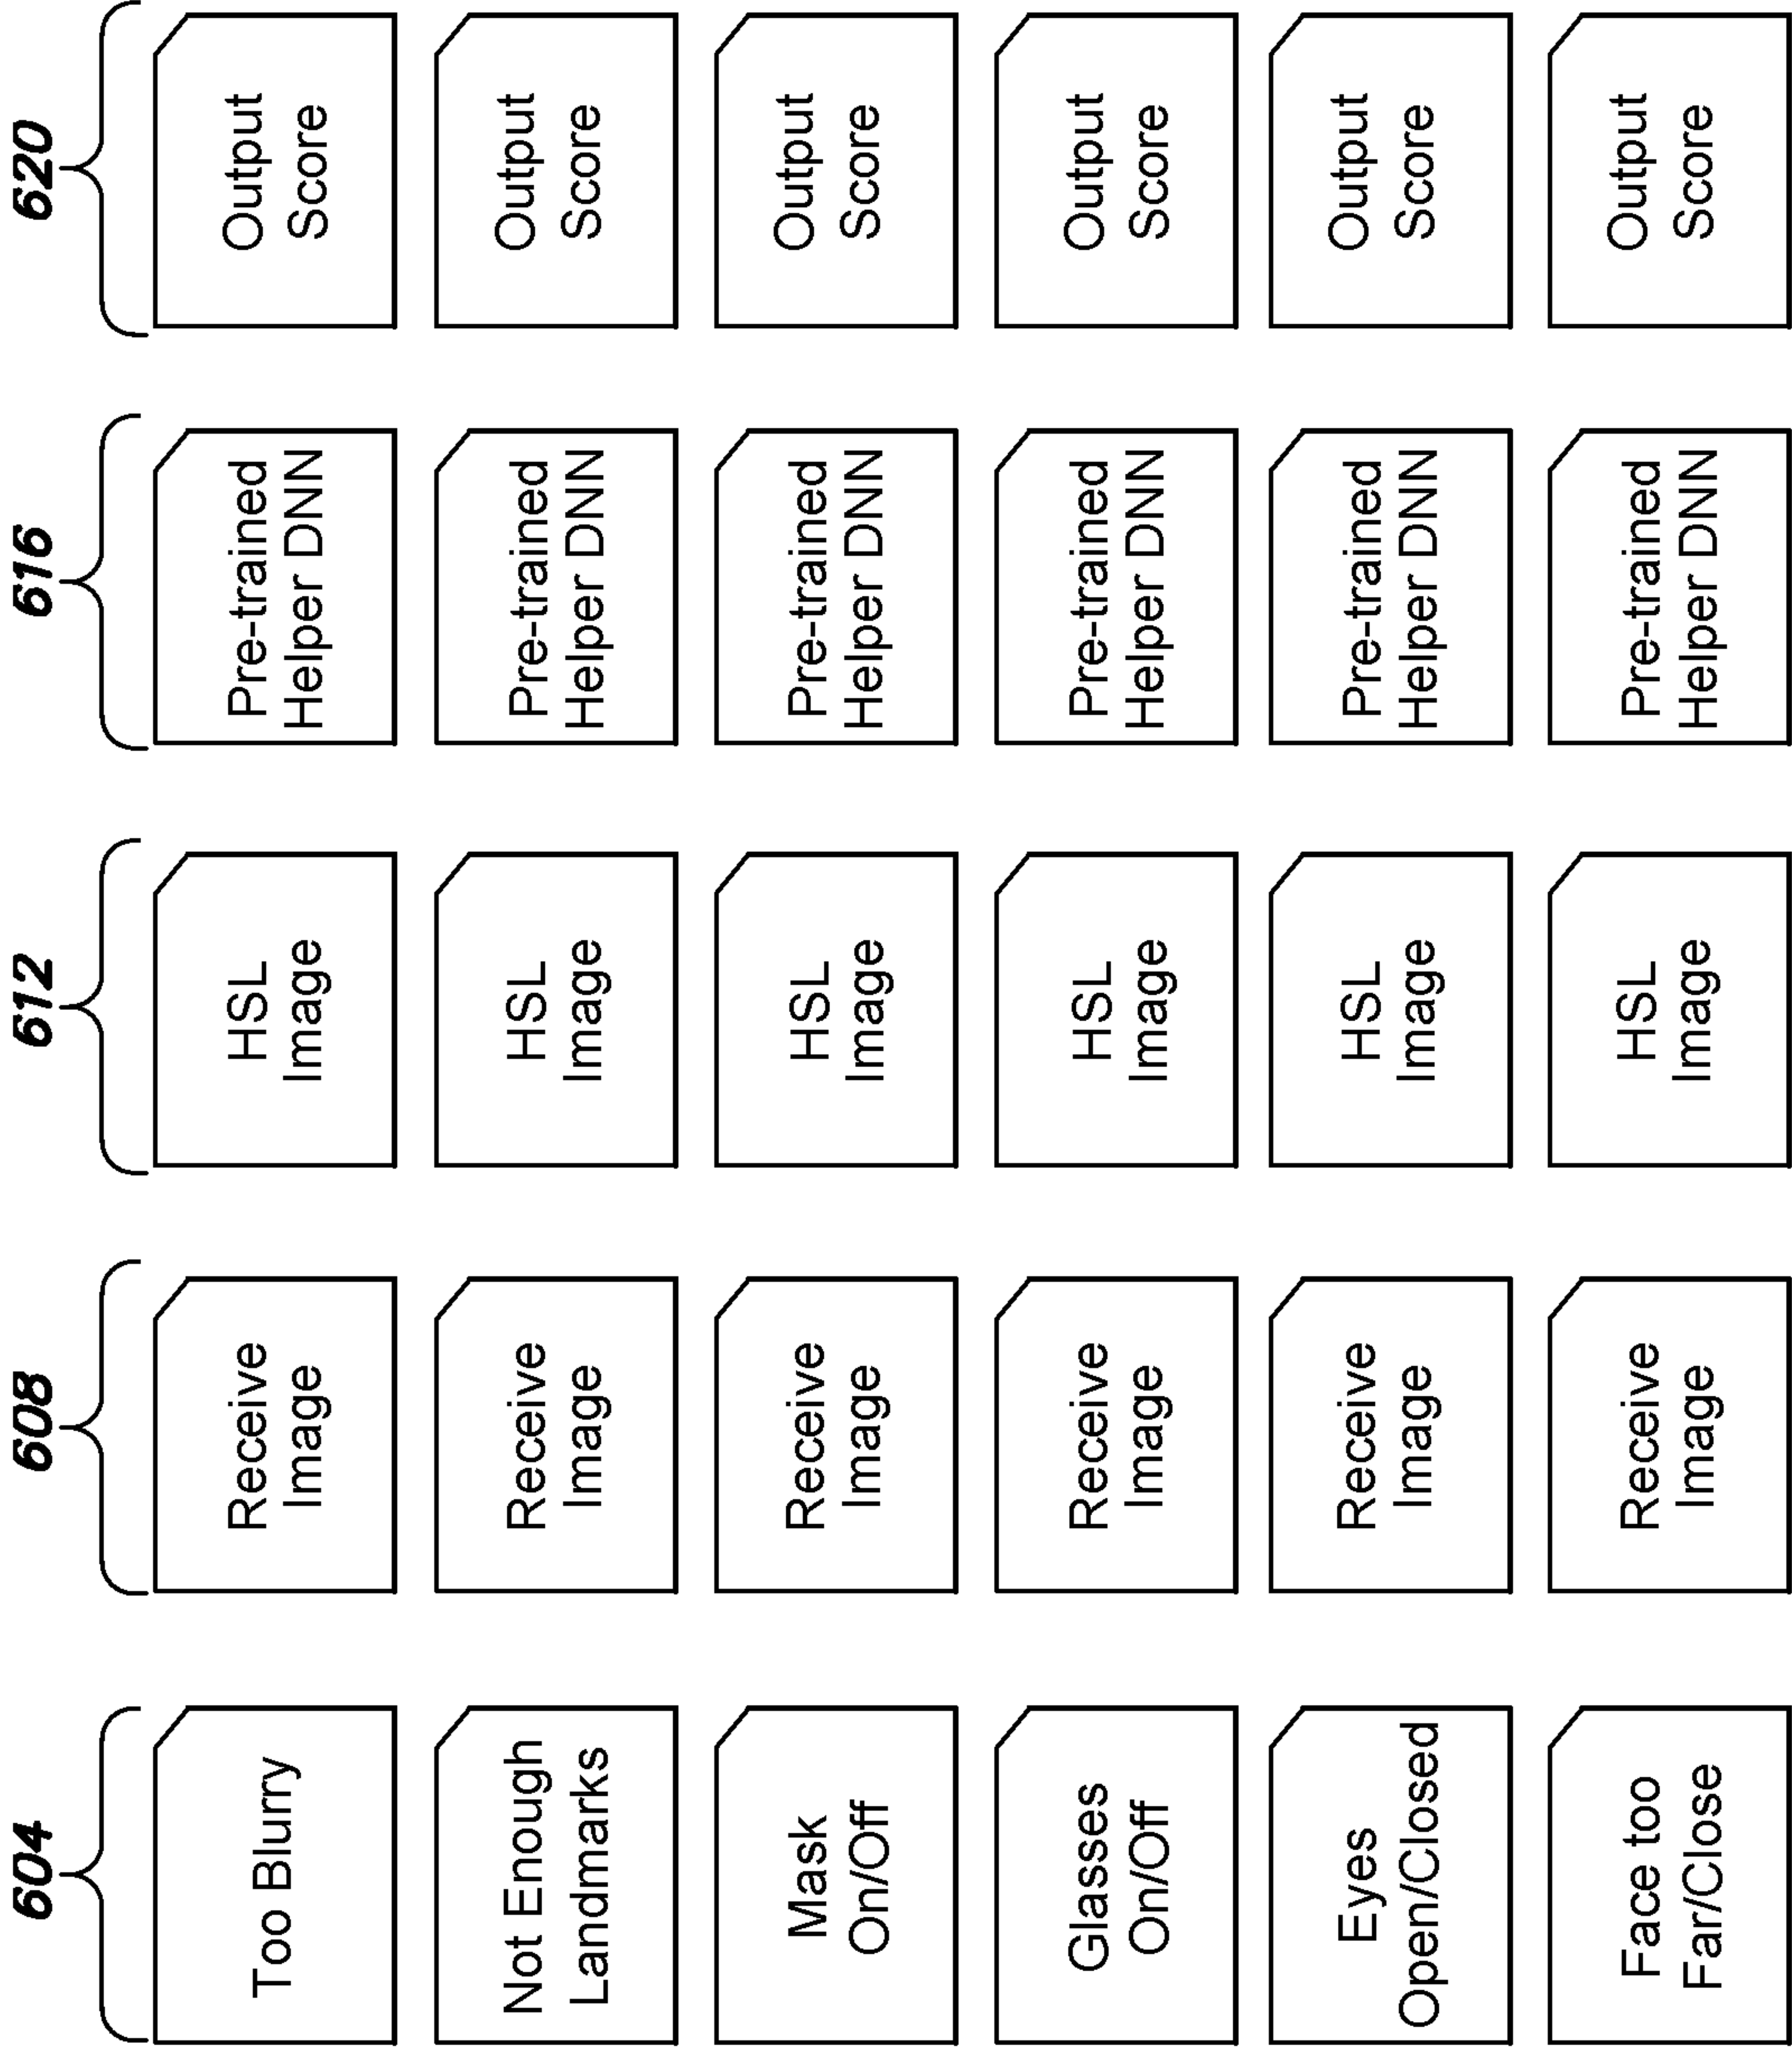 604
608
612
616
620
Too Blurry
Receive
Image
HSL
Image
Pre-trained
Helper DNN
Output
Score
Not Enough
Landmarks
Receive
Image
HSL
Image
Pre-trained
Helper DNN
Output
Score
Mask
On/Off
Receive
Image
HSL
Image
Pre-trained
Helper DNN
Output
Score
Glasses
On/Off
Receive
Image
HSL
Image
Pre-trained
Helper DNN
Output
Score
Eyes
Open/Closed
Receive
Image
HSL
Image
Pre-trained
Helper DNN
Output
Score
Face too
Far/Close
Receive
Image
HSL
Image
Pre-trained
Helper DNN
Output
Score